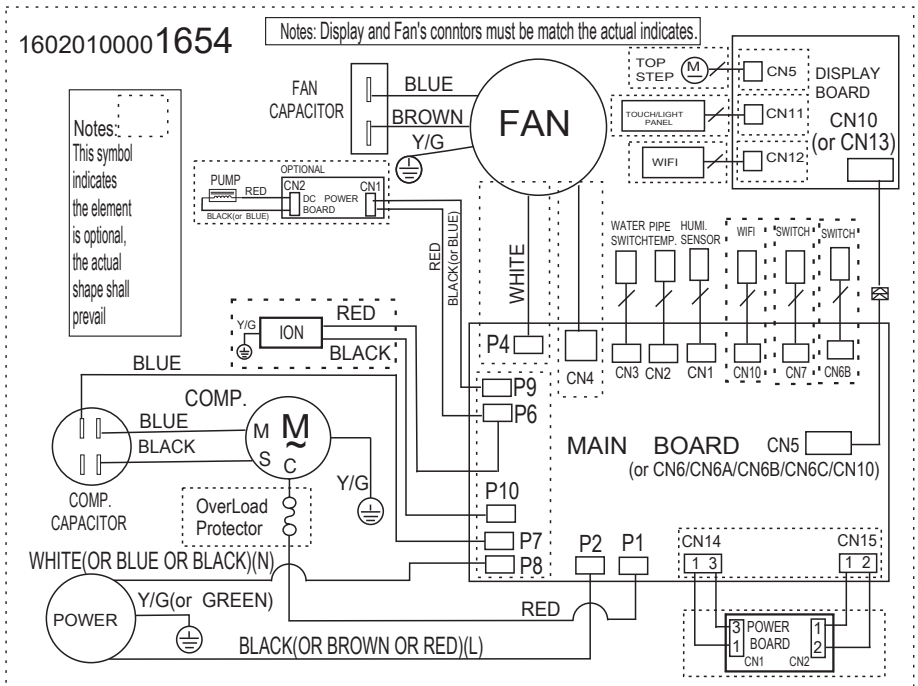 16020100001654
Notes: Display and Fan's conntors must be match the actual indicates.
Notes:
This symbol
indicates
the element
is optional,
the actual
shape shall
prevail
FAN
CAPACITOR
BLUE
BROWN
Y/G
FAN
TOP
STEP
M
CN5
TOUCH/LIGHT
PANEL
CN11
WIFI
CN12
DISPLAY
BOARD
CN10
(or CN13)
OPTIONAL
PUMP
RED
BLACK(or BLUE)
CN2
CN1
DC POWER
BOARD
RED
BLACK(or BLUE)
WHITE
WATER
SWITCH
PIPE
TEMP.
HUMI.
SENSOR
WIFI
SWITCH
SWITCH
CN3
CN2
CN1
CN10
CN7
CN6B
Y/G
ION
RED
BLACK
P4
CN4
P9
P6
P10
P7
P8
P2
P1
MAIN BOARD
CN5
(or CN6/CN6A/CN6B/CN6C/CN10)
BLUE
COMP.
BLUE
BLACK
M
S
C
M
~
Y/G
COMP.
CAPACITOR
OverLoad
Protector
WHITE(OR BLUE OR BLACK)(N)
Y/G(or GREEN)
POWER
BLACK(OR BROWN OR RED)(L)
RED
CN14
1 3
CN15
1 2
3
1
POWER
BOARD
1
2
CN1
CN2